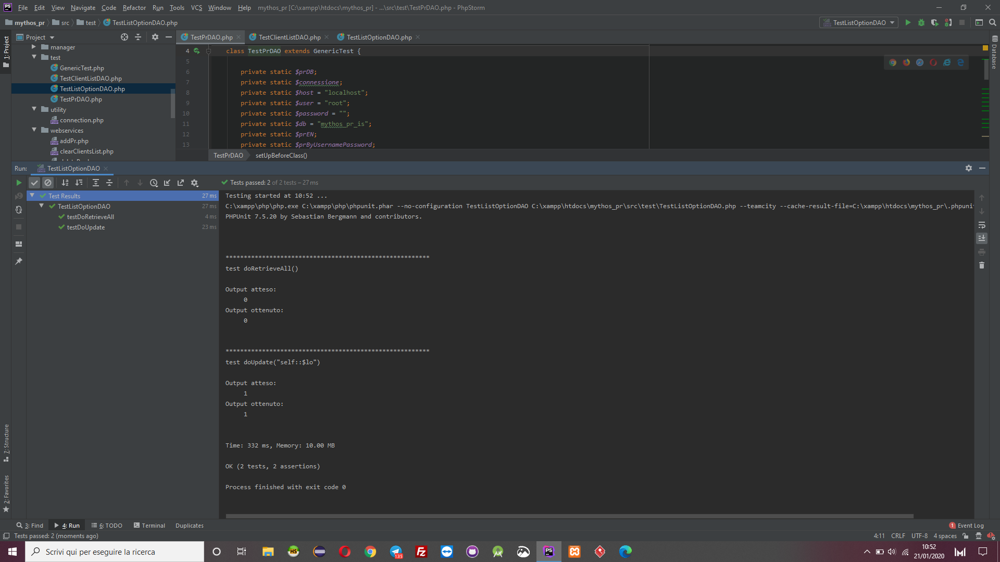 PS File Edit View Navigate Code Refactor Run Tools VCS Window Help mythos_pr [C:\xampp\htdocs\mythos_pr] - ...\src\test\TestPrDAO.php - PhpStorm
mythos_pr src test TestListOptionDAO.php TestListOptionDAO
1: Project
Project
manager
test
GenericTest.php
TestClientListDAO.php
TestListOptionDAO.php
TestPrDAO.php
utility
connection.php
webservices
addPr.php
clearClientsList.php
TestPrDAO.php TestClientListDAO.php TestListOptionDAO.php
4 class TestPrDAO extends GenericTest {
5
6 private static $prDB;
7 private static $connessione;
8 private static $host = "localhost";
9 private static $user = "root";
10 private static $password = "";
11 private static $db = "mythos_pr_is";
12 private static $prEN;
13 private static $prByUsernamePassword;
TestPrDAO setUpBeforeClass()
Database
Run: TestListOptionDAO
Tests passed: 2 of 2 tests – 27 ms
Test Results 27 ms
TestListOptionDAO 27 ms
testDoRetrieveAll 4 ms
testDoUpdate 23 ms
Testing started at 10:52 ...
C:\xampp\php\php.exe C:\xampp\php\phpunit.phar --no-configuration TestListOptionDAO C:\xampp\htdocs\mythos_pr\src\test\TestListOptionDAO.php --teamcity --cache-result-file=C:\xampp\htdocs\mythos_pr\.phpunit
PHPUnit 7.5.20 by Sebastian Bergmann and contributors.
********************************************************
test doRetrieveAll()
Output atteso:
0
Output ottenuto:
0
********************************************************
test doUpdate("self::$lo")
Output atteso:
1
Output ottenuto:
1
Time: 332 ms, Memory: 10.00 MB
OK (2 tests, 2 assertions)
Process finished with exit code 0
7: Structure
2: Favorites
3: Find 4: Run 6: TODO Terminal Duplicates 1 Event Log
Tests passed: 2 (moments ago) 4:11 CRLF UTF-8 4 spaces
Scrivi qui per eseguire la ricerca
HS
135
Fz
PS
10:52
21/01/2020